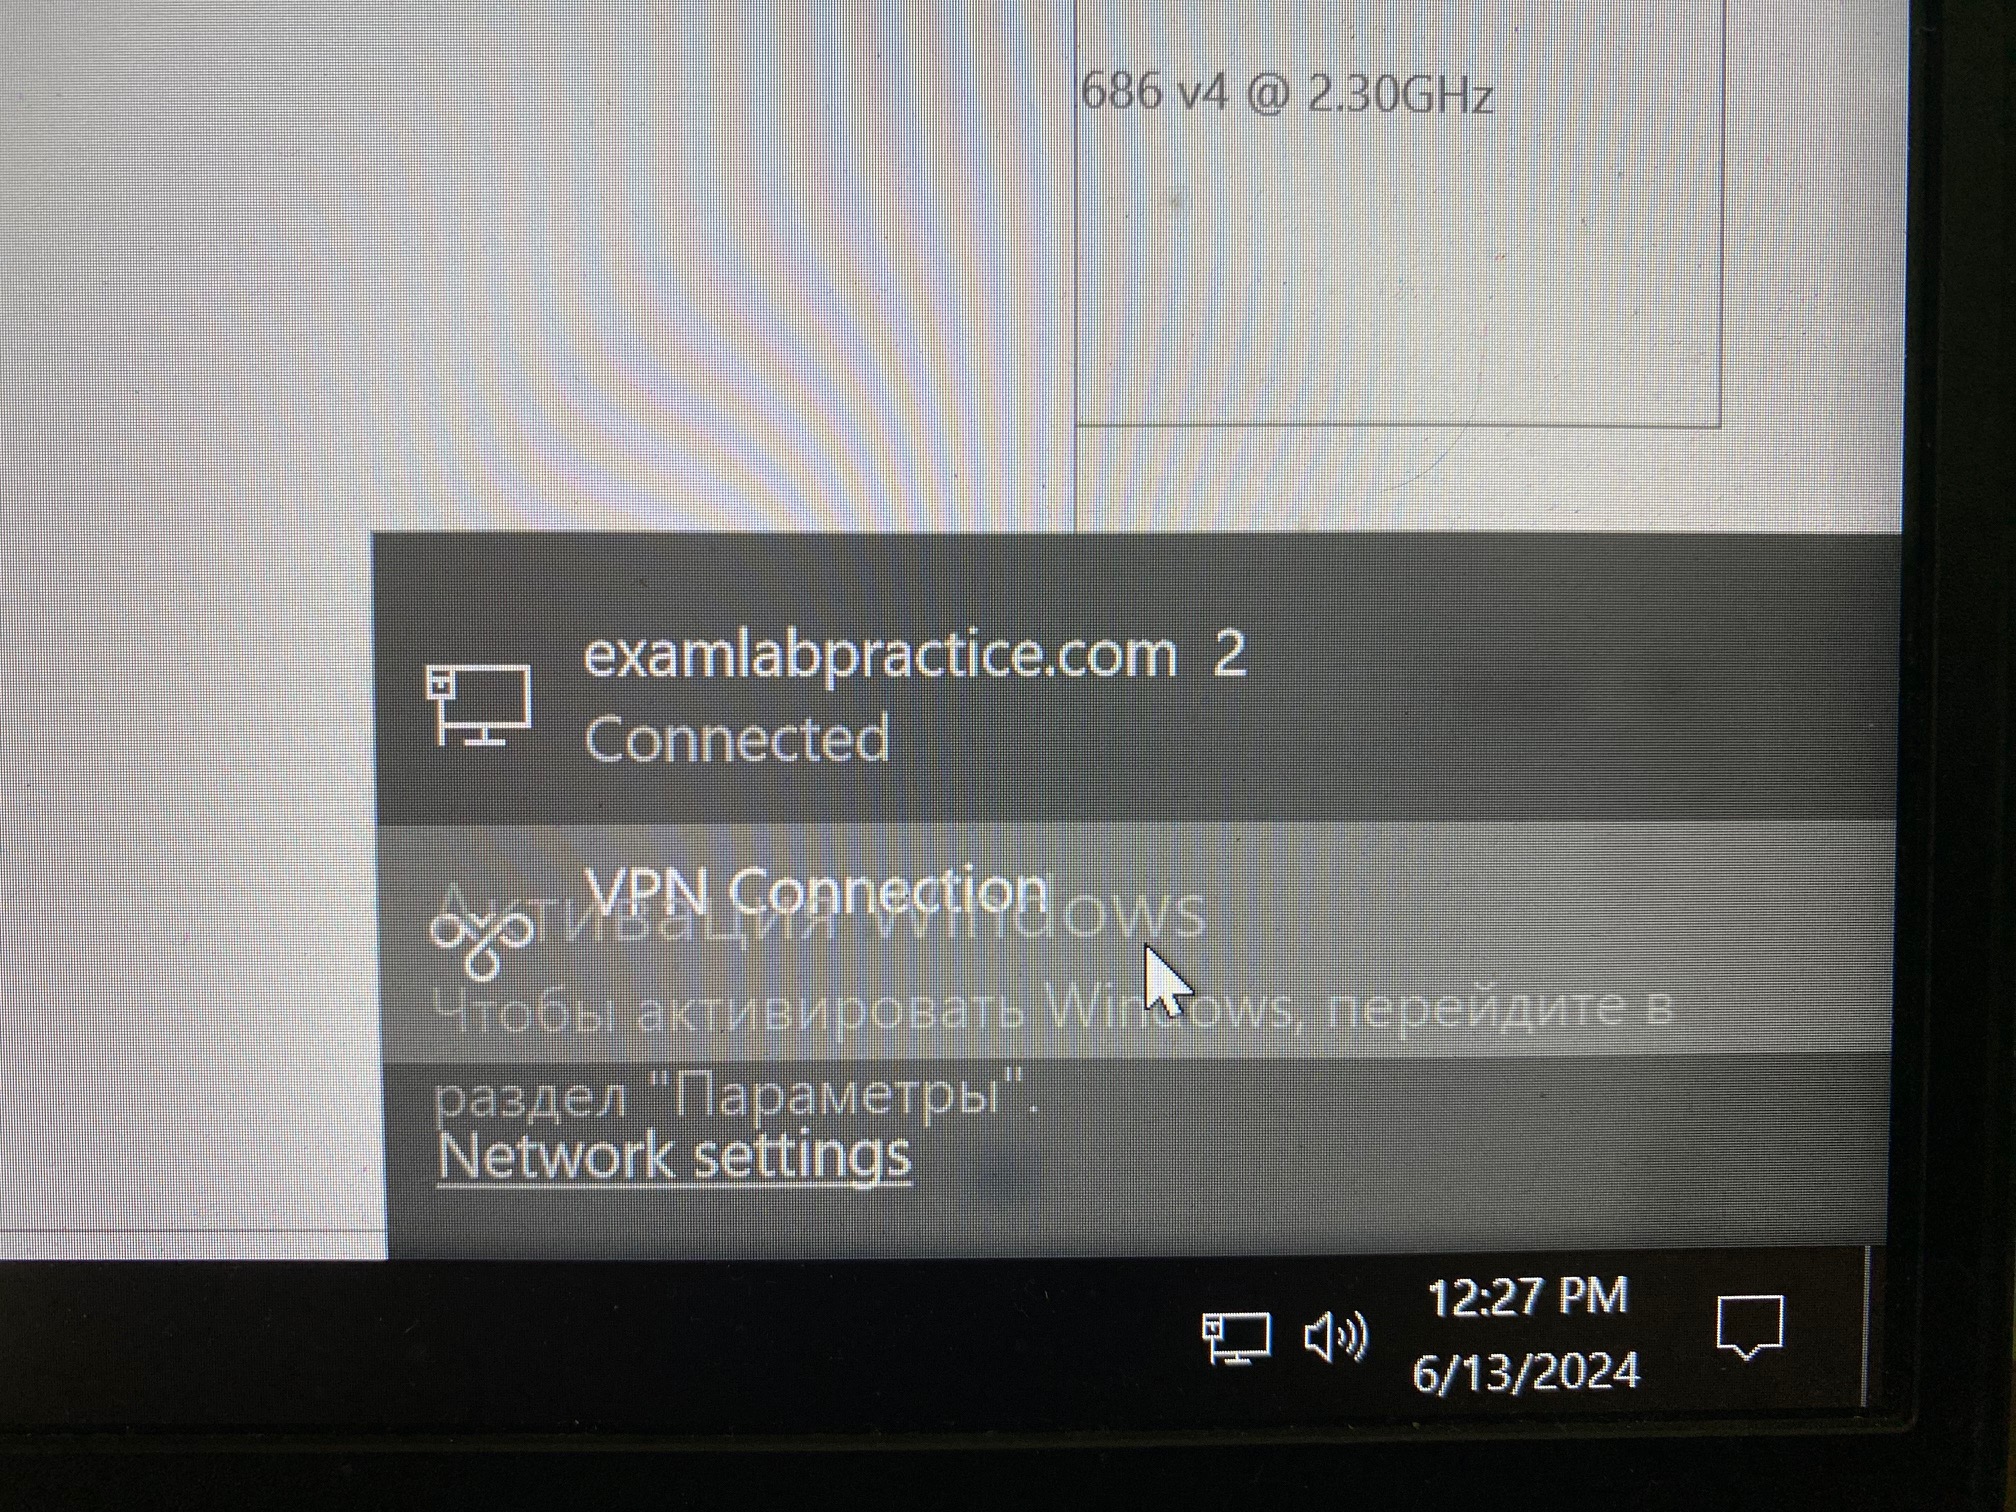 686 v4 @ 2.30GHz
examlabpractice.com 2
Connected
VPN Connection
Активация Windows
Чтобы активировать Windows, перейдите в
раздел "Параметры".
Network settings
12:27 PM
6/13/2024